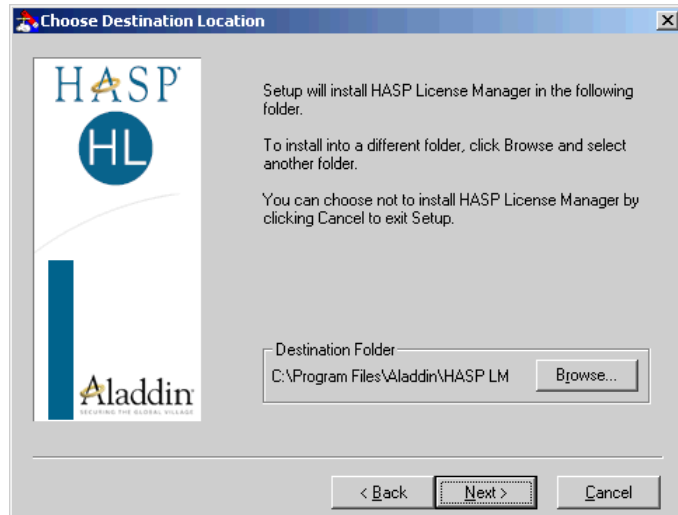 Choose Destination Location
HASP
HL
Setup will install HASP License Manager in the following
folder.
To install into a different folder, click Browse and select
another folder.
You can choose not to install HASP License Manager by
clicking Cancel to exit Setup.
Destination Folder
C:\Program Files\Aladdin\HASP LM
Browse...
Aladdin
SECURING THE GLOBAL VILLAGE
< Back
Next >
Cancel